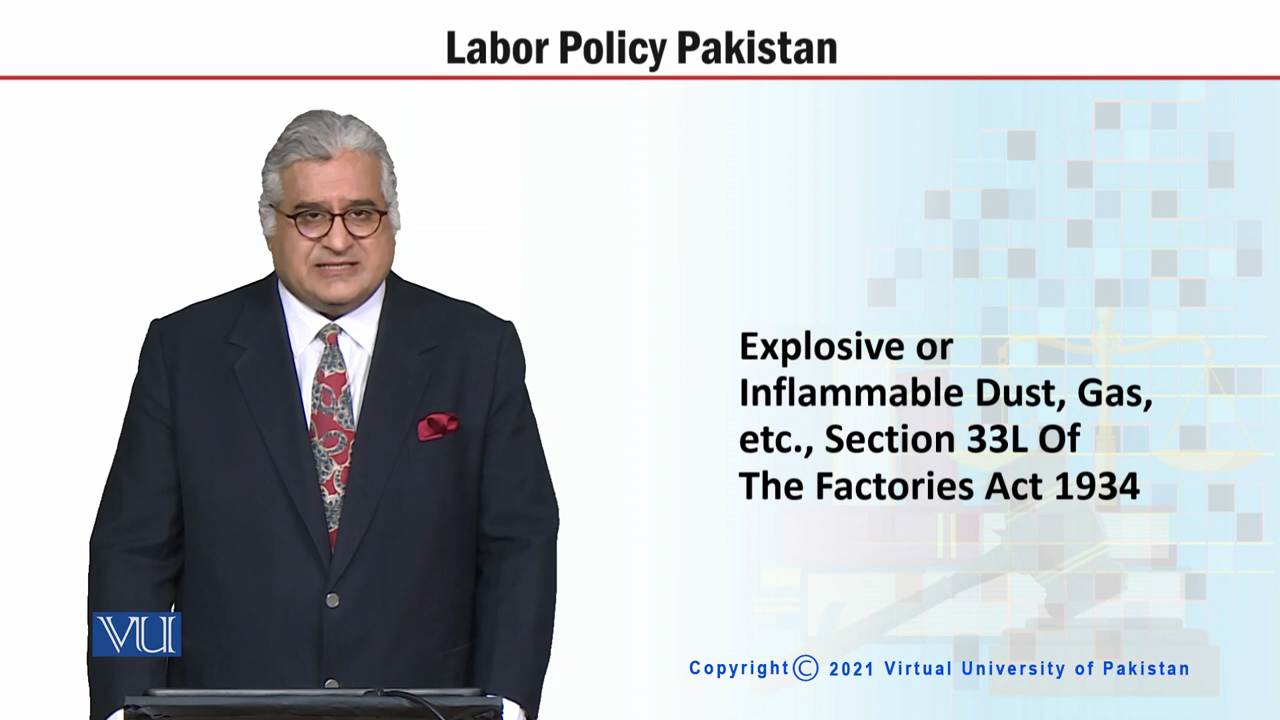 Labor Policy Pakistan
Explosive or
Inflammable Dust, Gas,
etc., Section 33L Of
The Factories Act 1934
VU
Copyright© 2021 Virtual University of Pakistan